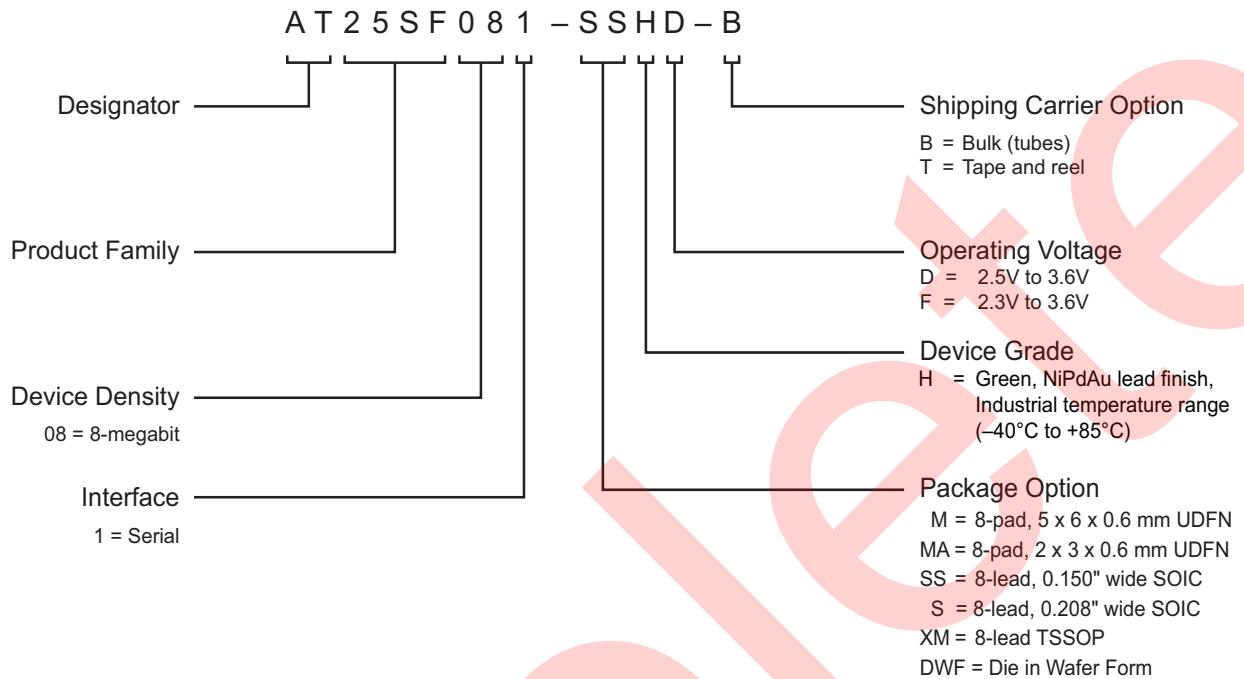 AT25SF081–SSHD–B
Designator
Product Family
Device Density
08 = 8-megabit
Interface
1 = Serial
Shipping Carrier Option
B = Bulk (tubes)
T = Tape and reel
Operating Voltage
D = 2.5V to 3.6V
F = 2.3V to 3.6V
Device Grade
H = Green, NiPdAu lead finish,
Industrial temperature range
(–40°C to +85°C)
Package Option
M = 8-pad, 5 x 6 x 0.6 mm UDFN
MA = 8-pad, 2 x 3 x 0.6 mm UDFN
SS = 8-lead, 0.150" wide SOIC
S = 8-lead, 0.208" wide SOIC
XM = 8-lead TSSOP
DWF = Die in Wafer Form
lete